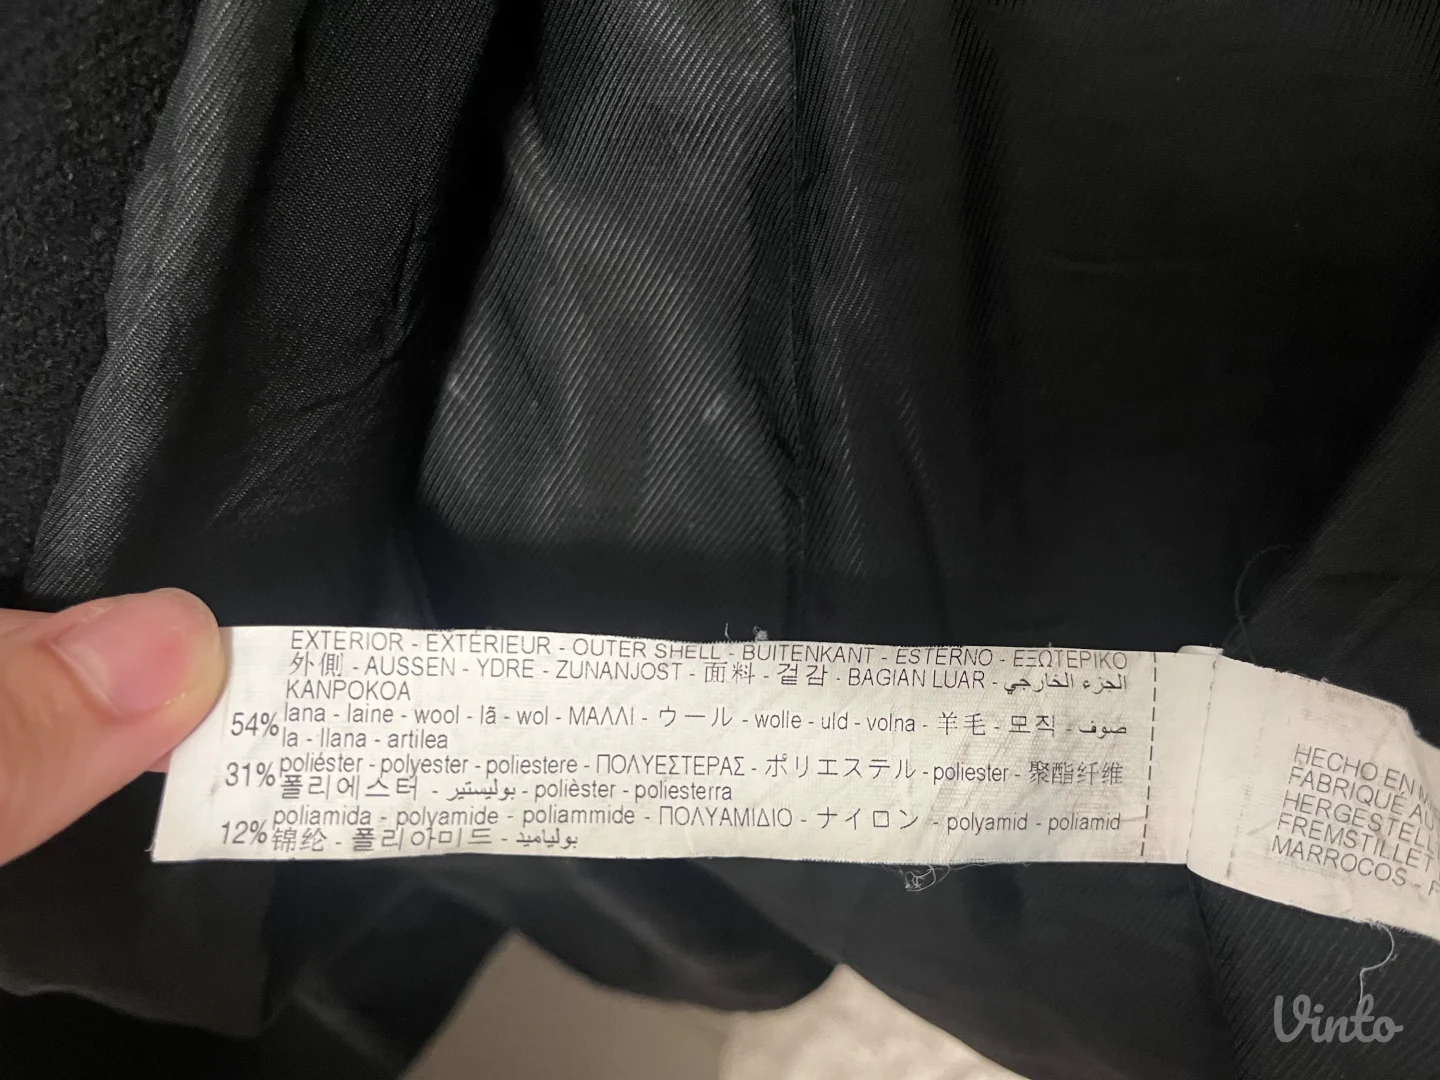 EXTERIOR - EXTÉRIEUR - OUTER SHELL - BUITENKANT - ESTERNO - ΕΞΩΤΕΡΙΚΟ
外側 - AUSSEN - YDRE - ZUNANJOST - 面料 - 겉감 - BAGIAN LUAR - الجزء الخارجي
KANPOKOA
54% lana - laine - wool - lã - wol - ΜΑΛΛΙ - ウール - wolle - uld - volna - 羊毛 - 모직 - صوف
la - llana - artilea
31% poliéster - polyester - poliestere - ΠΟΛΥΕΣΤΕΡΑΣ - ポリエステル - poliester - 聚酯纤维
폴리에스터 - بوليستير - polièster - poliesterra
12% poliamida - polyamide - poliammide - ΠΟΛΥΑΜΙΔΙΟ - ナイロン - polyamid - poliamid
锦纶 - 폴리아미드 - بولياميد
HECHO EN
FABRIQUÉ AU
HERGESTELL
FREMSTILLET
MARROCOS -
Vinto